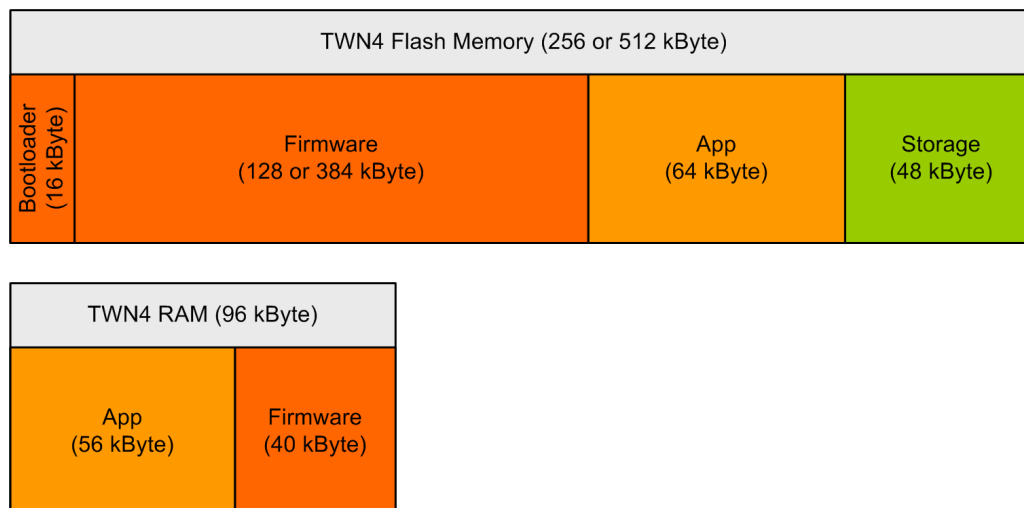 TWN4 Flash Memory (256 or 512 kByte)
Bootloader
(16 kByte)
Firmware
(128 or 384 kByte)
App
(64 kByte)
Storage
(48 kByte)
TWN4 RAM (96 kByte)
App
(56 kByte)
Firmware
(40 kByte)